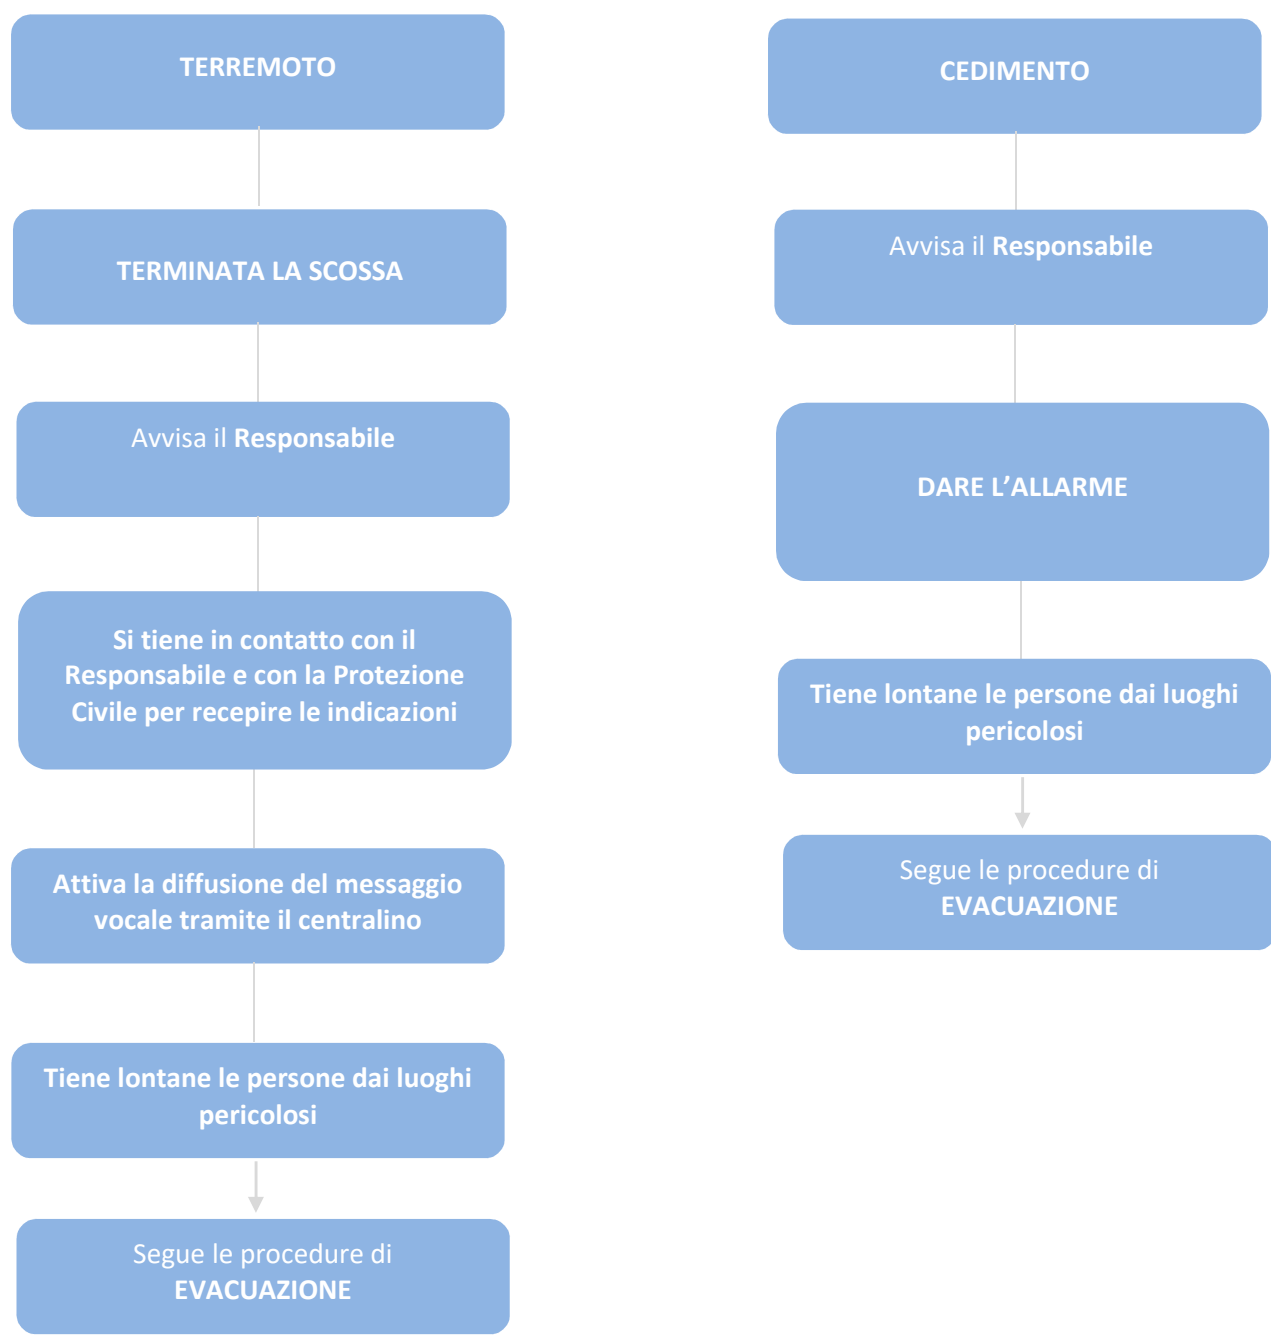 TERREMOTO
TERMINATA LA SCOSSA
Avvisa il Responsabile
Si tiene in contatto con il
Responsabile e con la Protezione
Civile per recepire le indicazioni
Attiva la diffusione del messaggio
vocale tramite il centralino
Tiene lontane le persone dai luoghi
pericolosi
Segue le procedure di
EVACUAZIONE
CEDIMENTO
Avvisa il Responsabile
DARE L’ALLARME
Tiene lontane le persone dai luoghi
pericolosi
Segue le procedure di
EVACUAZIONE